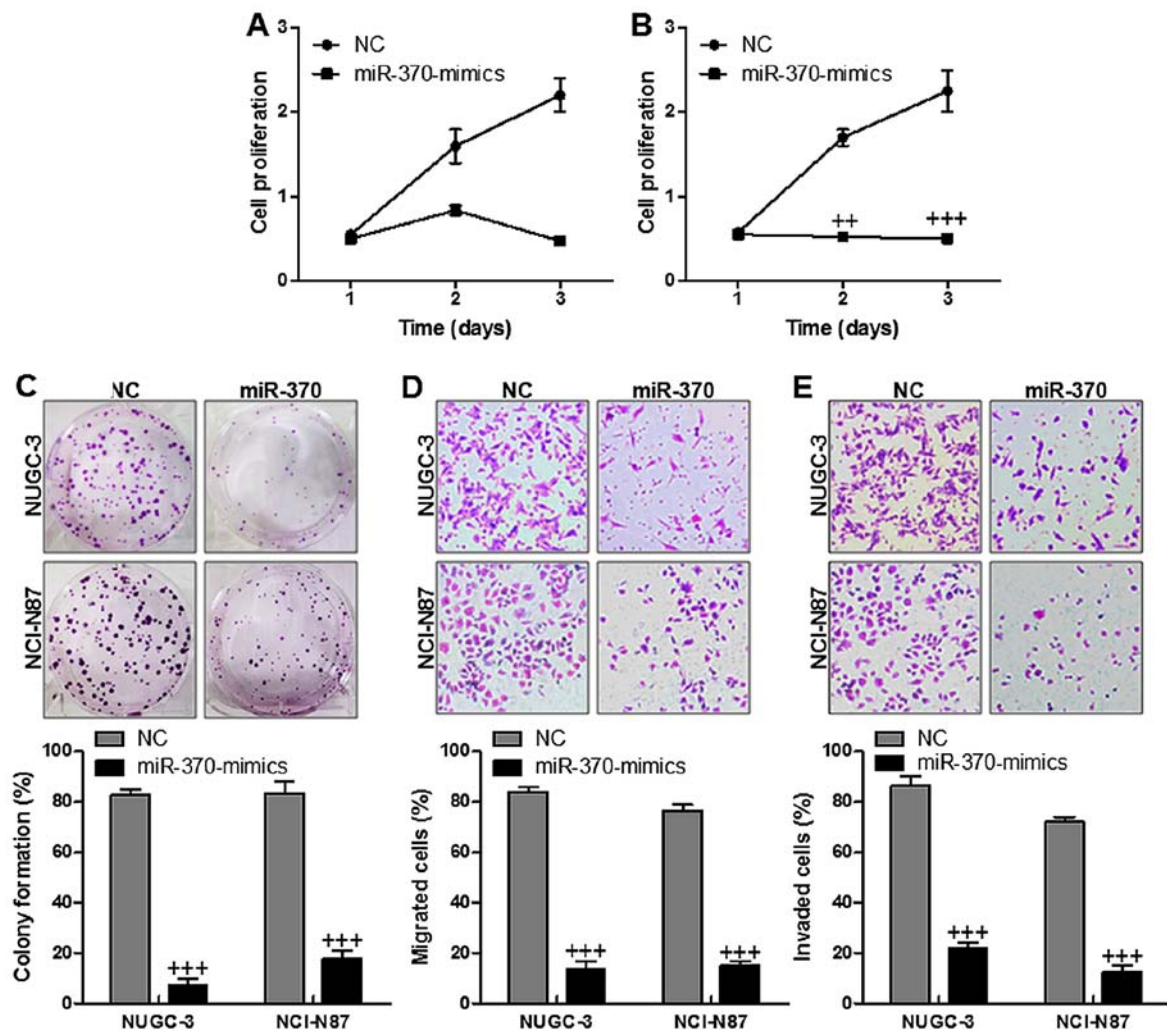 A
3
2
1
0
Cell proliferation
NC
miR-370-mimics
1 2 3
Time (days)
B
3
2
1
0
Cell proliferation
NC
miR-370-mimics
++ +++
1 2 3
Time (days)
C
NC miR-370
NUGC-3
NCI-N87
D
NC miR-370
NUGC-3
NCI-N87
E
NC miR-370
NUGC-3
NCI-N87
Colony formation (%)
100
80
60
40
20
0
NC
miR-370-mimics
+++ +++
NUGC-3 NCI-N87
Migrated cells (%)
100
80
60
40
20
0
NC
miR-370-mimics
+++ +++
NUGC-3 NCI-N87
Invaded cells (%)
100
80
60
40
20
0
NC
miR-370-mimics
+++ +++
NUGC-3 NCI-N87